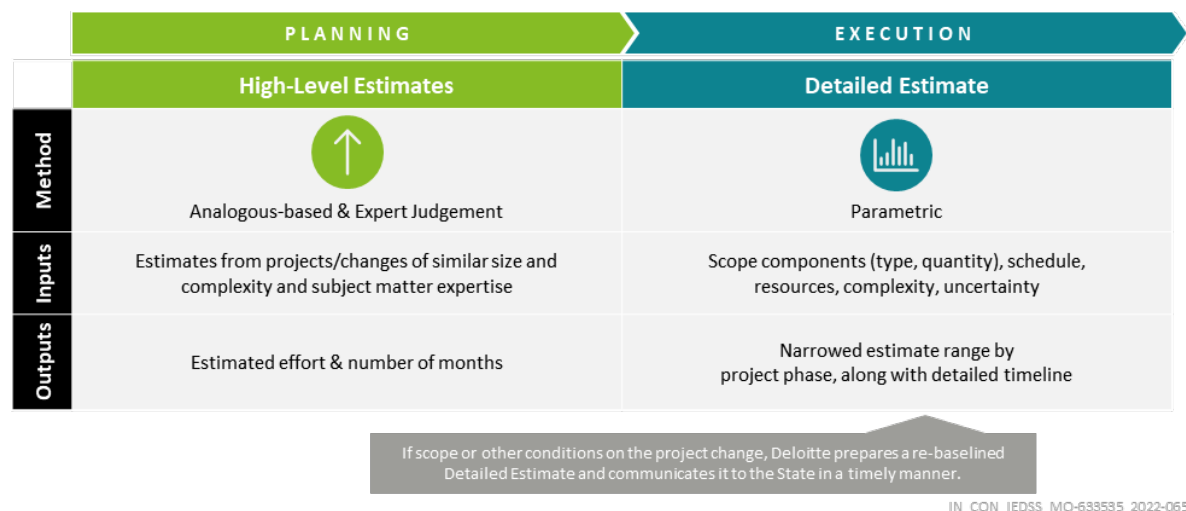 PLANNING
EXECUTION
High-Level Estimates
Detailed Estimate
Method
Analogous-based & Expert Judgement
Parametric
Inputs
Estimates from projects/changes of similar size and
complexity and subject matter expertise
Scope components (type, quantity), schedule,
resources, complexity, uncertainty
Outputs
Estimated effort & number of months
Narrowed estimate range by
project phase, along with detailed timeline
If scope or other conditions on the project change, Deloitte prepares a re-baselined
Detailed Estimate and communicates it to the State in a timely manner.
IN_CON_IEDSS_MO-633535_2022-065